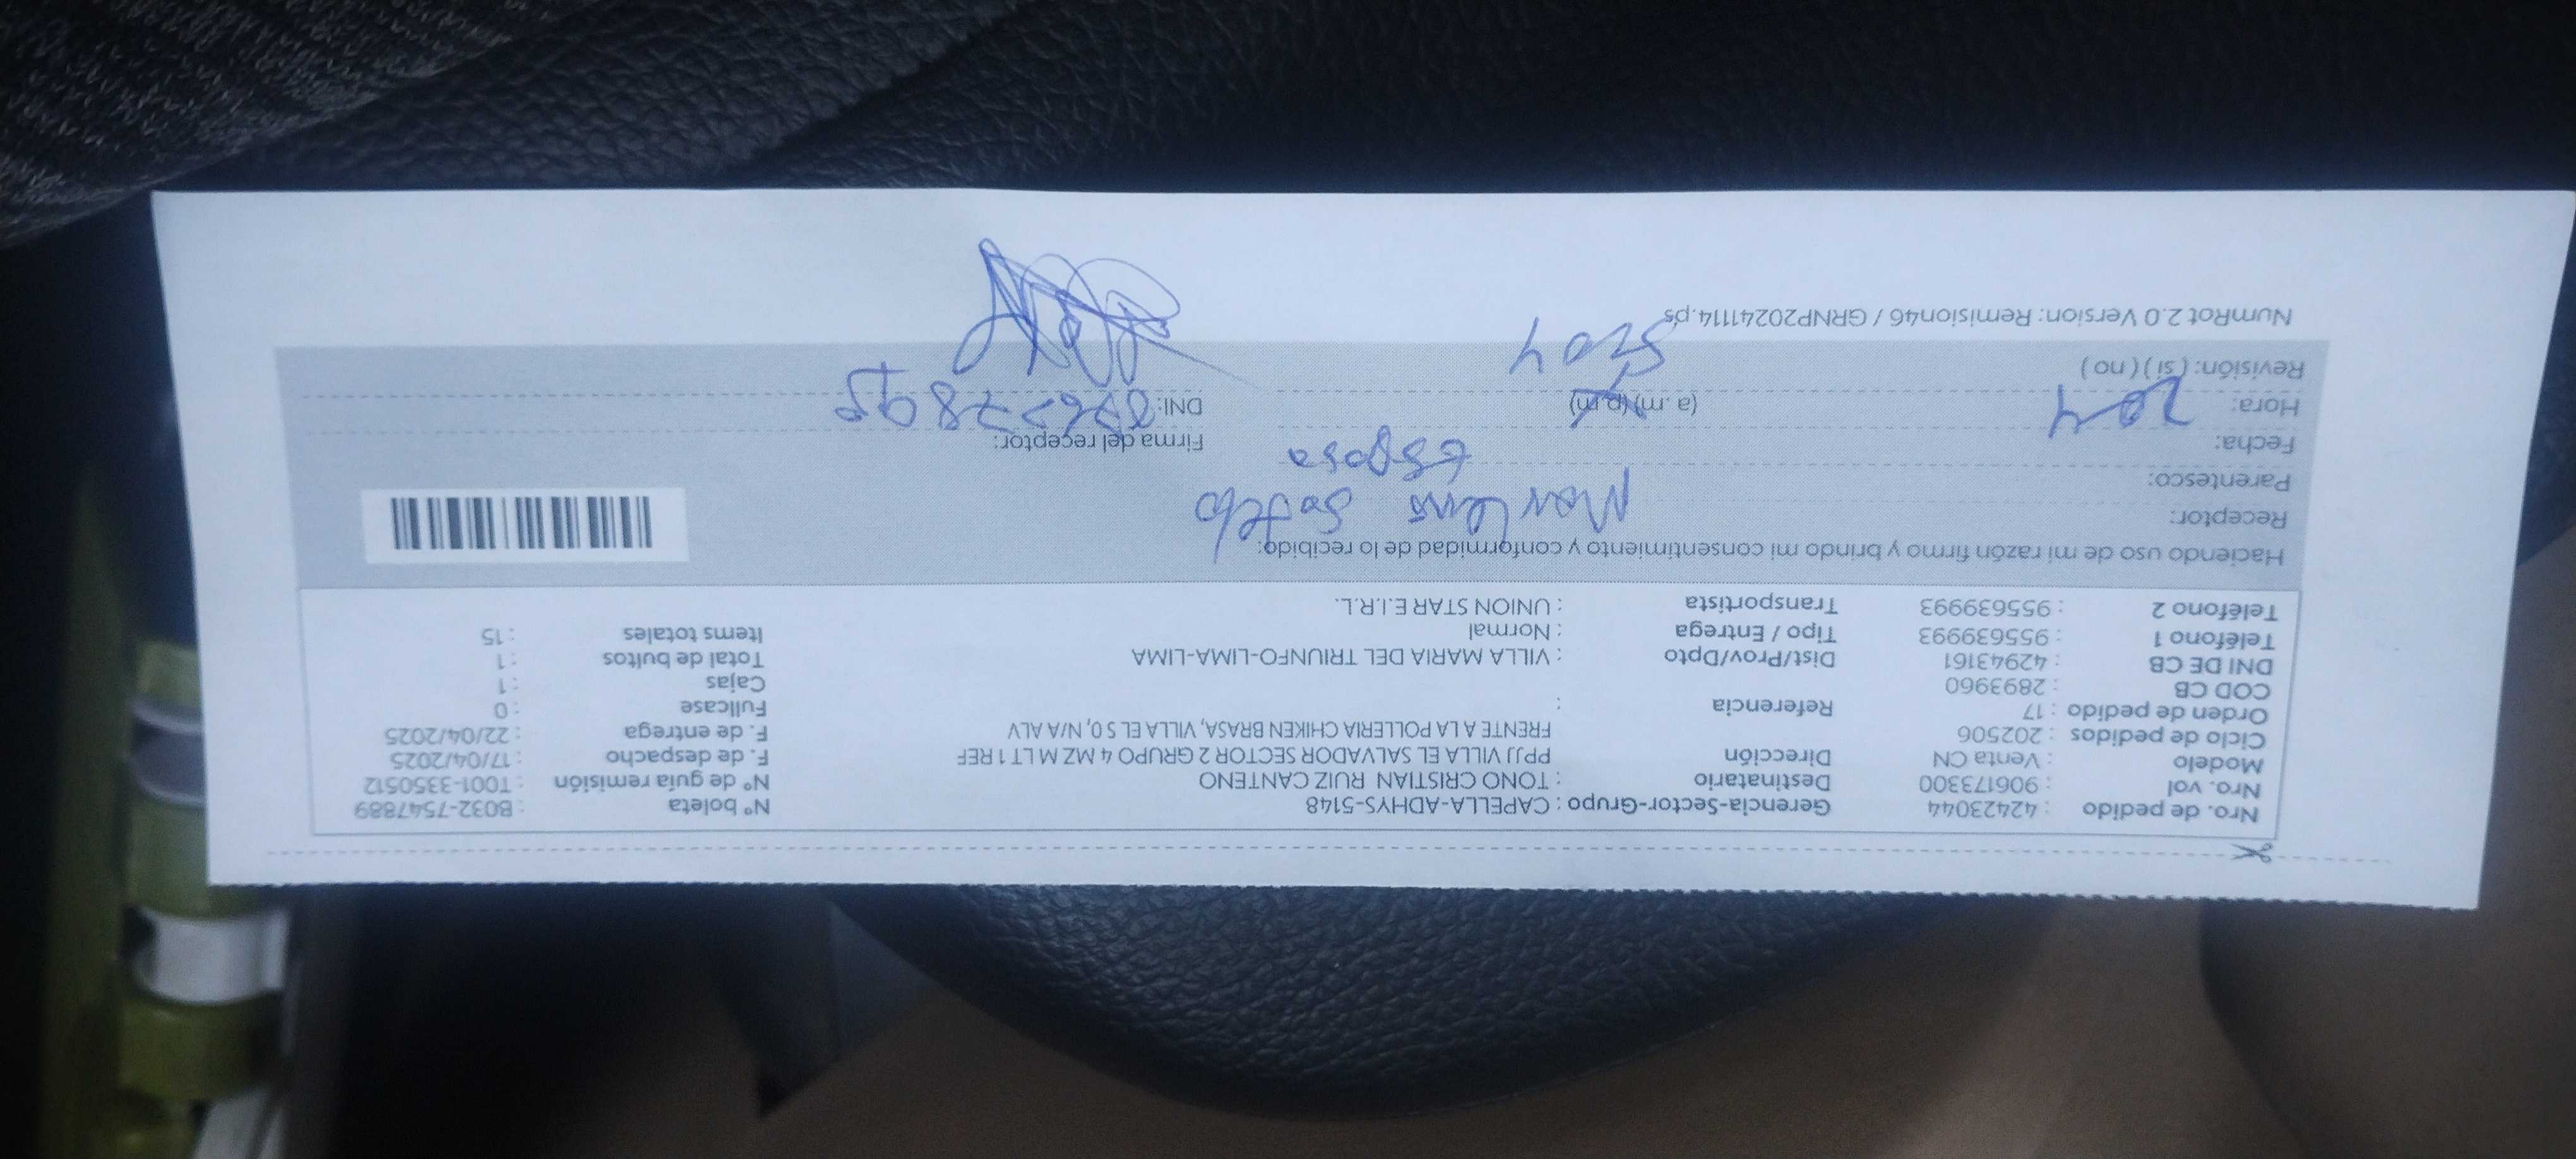 Nro. de pedido : 42423044 Gerencia-Sector-Grupo : CAPELLA-ADHYS-5148 Nº boleta : B032-7547889
Nro. vol : 906173300 Destinatario : TONO CRISTIAN RUIZ CANTENO Nº de guía remisión : T001-3350512
Modelo : Venta CN Dirección PPJJ VILLA EL SALVADOR SECTOR 2 GRUPO 4 MZ M LT 1 REF F. de despacho : 17/04/2025
Ciclo de pedidos : 202506 FRENTE A LA POLLERIA CHIKEN BRASA, VILLA EL S 0, N/A ALV F. de entrega : 22/04/2025
Orden de pedido : 17 Referencia : Fullcase : 0
COD CB : 2893960 Cajas : 1
DNI DE CB : 42943161 Dist/Prov/Dpto : VILLA MARIA DEL TRIUNFO-LIMA-LIMA Total de bultos : 1
Teléfono 1 : 955639993 Tipo / Entrega : Normal Items totales : 15
Teléfono 2 : 955639993 Transportista : UNION STAR E.I.R.L.
Haciendo uso de mi razón firmo y brindo mi consentimiento y conformidad de lo recibido:
Receptor: Sotelo
Parentesco: Esposa
Fecha: Firma del receptor:
Hora: (a .m) (p.m) DNI:
Revisión: ( si ) ( no )
NumRot 2.0 Version: Remision46 / GRNP20241114.ps